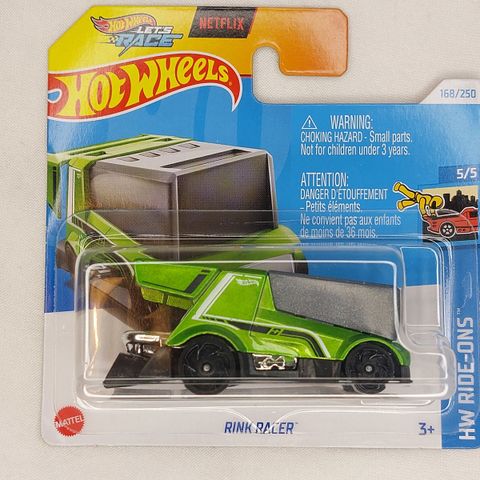 HOT WHEELS
LET'S
RACE
NETFLIX
HOT WHEELS
168/250
WARNING:
CHOKING HAZARD - Small parts.
Not for children under 3 years.
5/5
ATTENTION:
DANGER D'ÉTOUFFEMENT
– Petits éléments.
Ne convient pas aux enfants
de moins de 36 mois.
HW RIDE-ONS™
MATTEL
RINK RACER™
3+